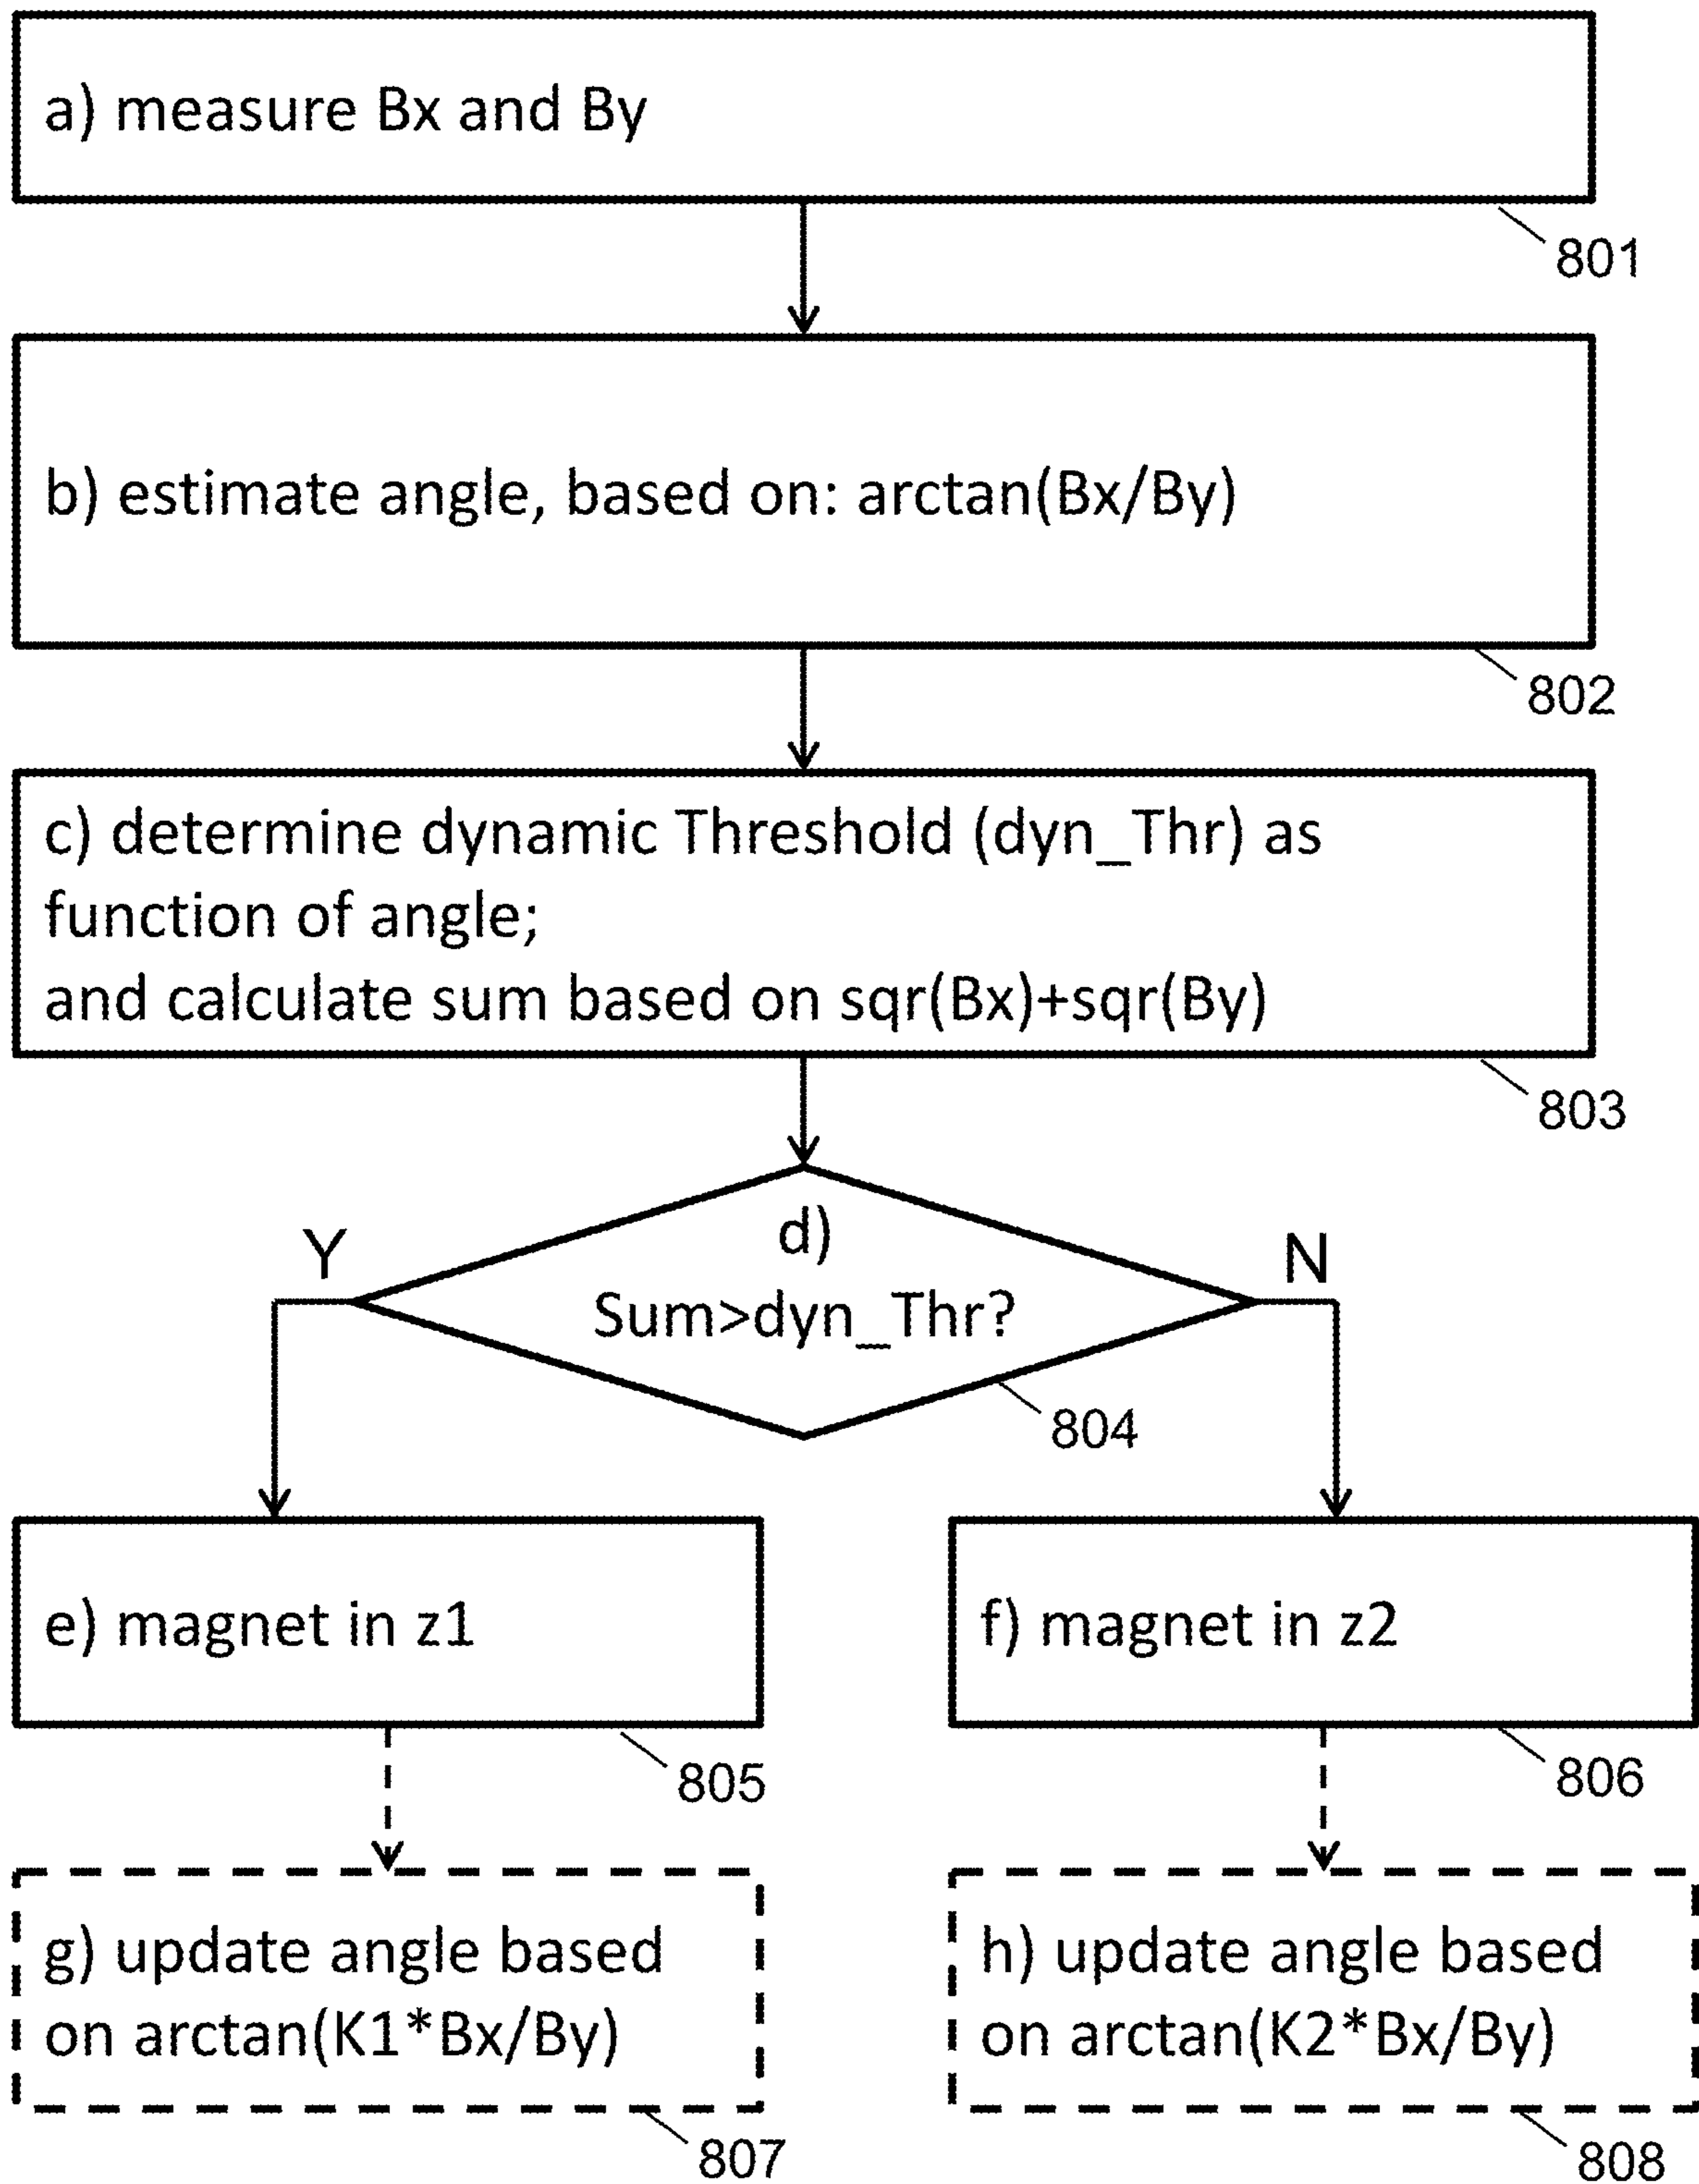 a) measure Bx and By
801
b) estimate angle, based on: arctan(Bx/By)
802
c) determine dynamic Threshold (dyn_Thr) as
function of angle;
and calculate sum based on sqr(Bx)+sqr(By)
803
Y
d)
N
Sum>dyn_Thr?
804
e) magnet in z1
805
f) magnet in z2
806
g) update angle based
on arctan(K1*Bx/By)
807
h) update angle based
on arctan(K2*Bx/By)
808